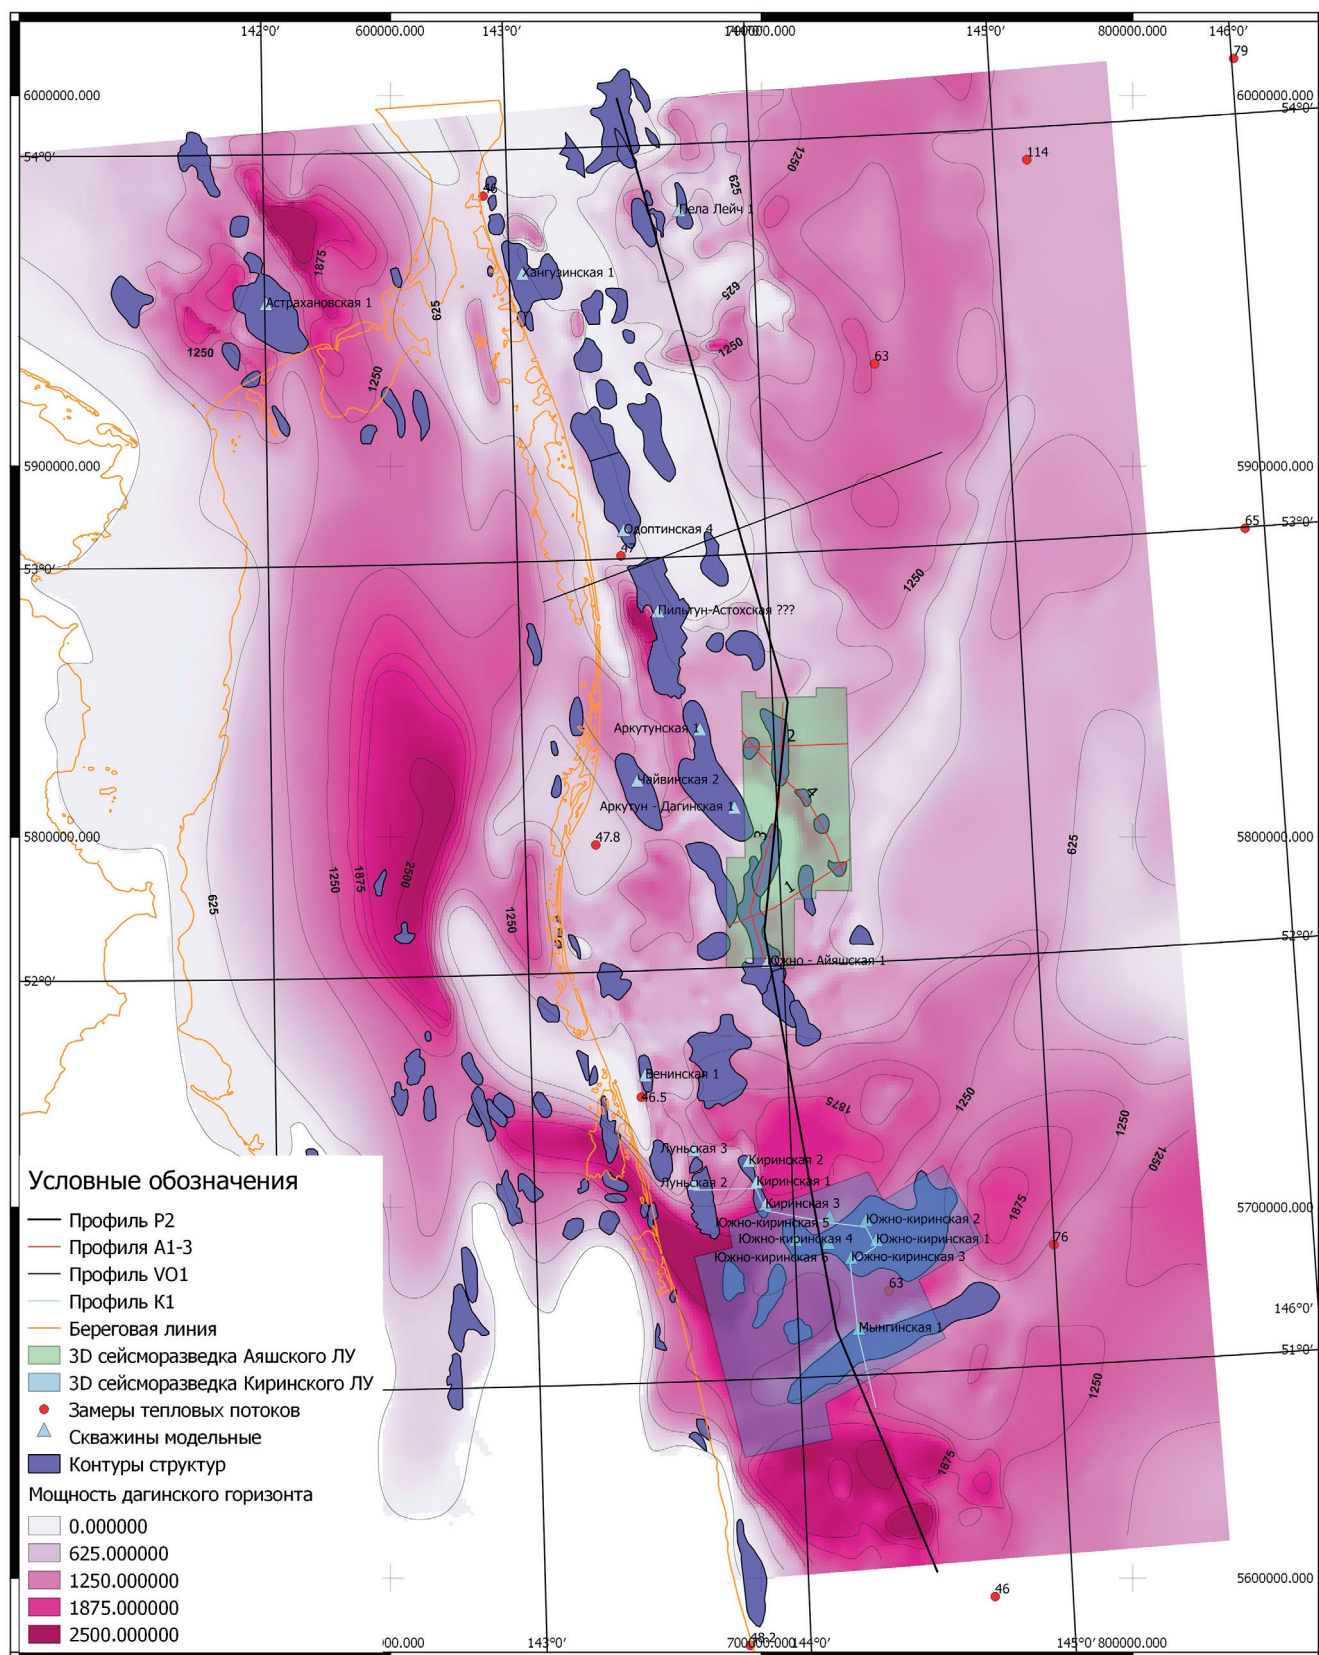 142°0'
600000.000
143°0'
145°0'
800000.000
146°0'
79
6000000.000
6000000.000
54°0'
54°0'
114
1250
625
46
Пела Лейч 1
1875
Хангузинская 1
625
625
Астрахановская 1
1250
1250
1250
63
5900000.000
5900000.000
65
53°0'
Одоптинская 4
47
53°0'
1250
Пильтун-Астохская ???
Аркутунская 1
2
Чайвинская 2
4
Аркутун - Дагинская 1
3
5800000.000
47.8
625
5800000.000
1250
1875
2500
1
625
1250
52°0'
Южно - Айяшская 1
52°0'
Венинская 1
46.5
1875
1250
1250
1250
Луньская 3
Киринская 2
Луньская 2
Киринская 1
Киринская 3
1875
5700000.000
Южно-киринская 5
Южно-киринская 2
Южно-киринская 4
Южно-киринская 1
76
Южно-киринская 6
Южно-киринская 3
63
146°0'
Мынгинская 1
51°0'
1250
1875
5600000.000
46
48.2
00.000
143°0'
700000.000
144°0'
145°0'
800000.000
Условные обозначения
Профиль P2
Профиля A1-3
Профиль VO1
Профиль K1
Береговая линия
3D сейсморазведка Аяшского ЛУ
3D сейсморазведка Киринского ЛУ
Замеры тепловых потоков
Скважины модельные
Контуры структур
Мощность дагинского горизонта
0.000000
625.000000
1250.000000
1875.000000
2500.000000